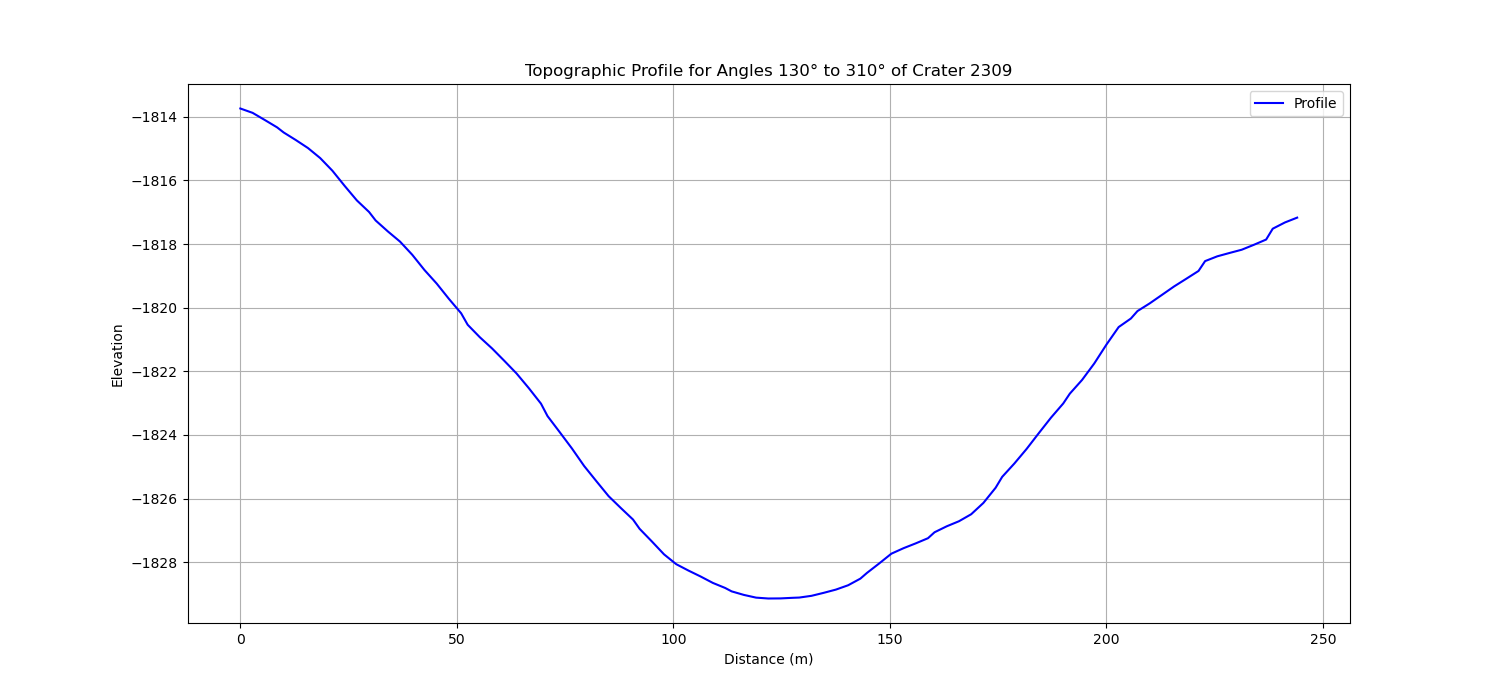 Topographic Profile for Angles 130° to 310° of Crater 2309
Profile
−1814
−1816
−1818
−1820
−1822
−1824
−1826
−1828
Elevation
0 50 100 150 200 250
Distance (m)